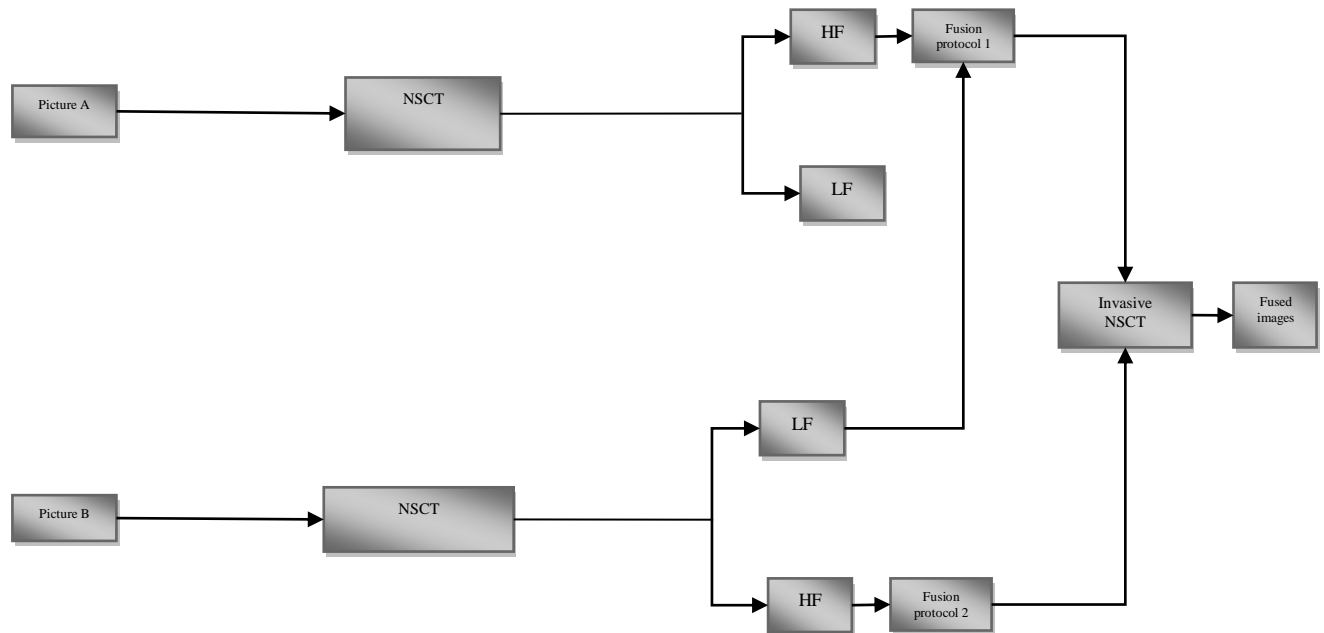 HF
Fusion
protocol 1
Picture A
NSCT
LF
Invasive
NSCT
Fused
images
LF
Picture B
NSCT
HF
Fusion
protocol 2